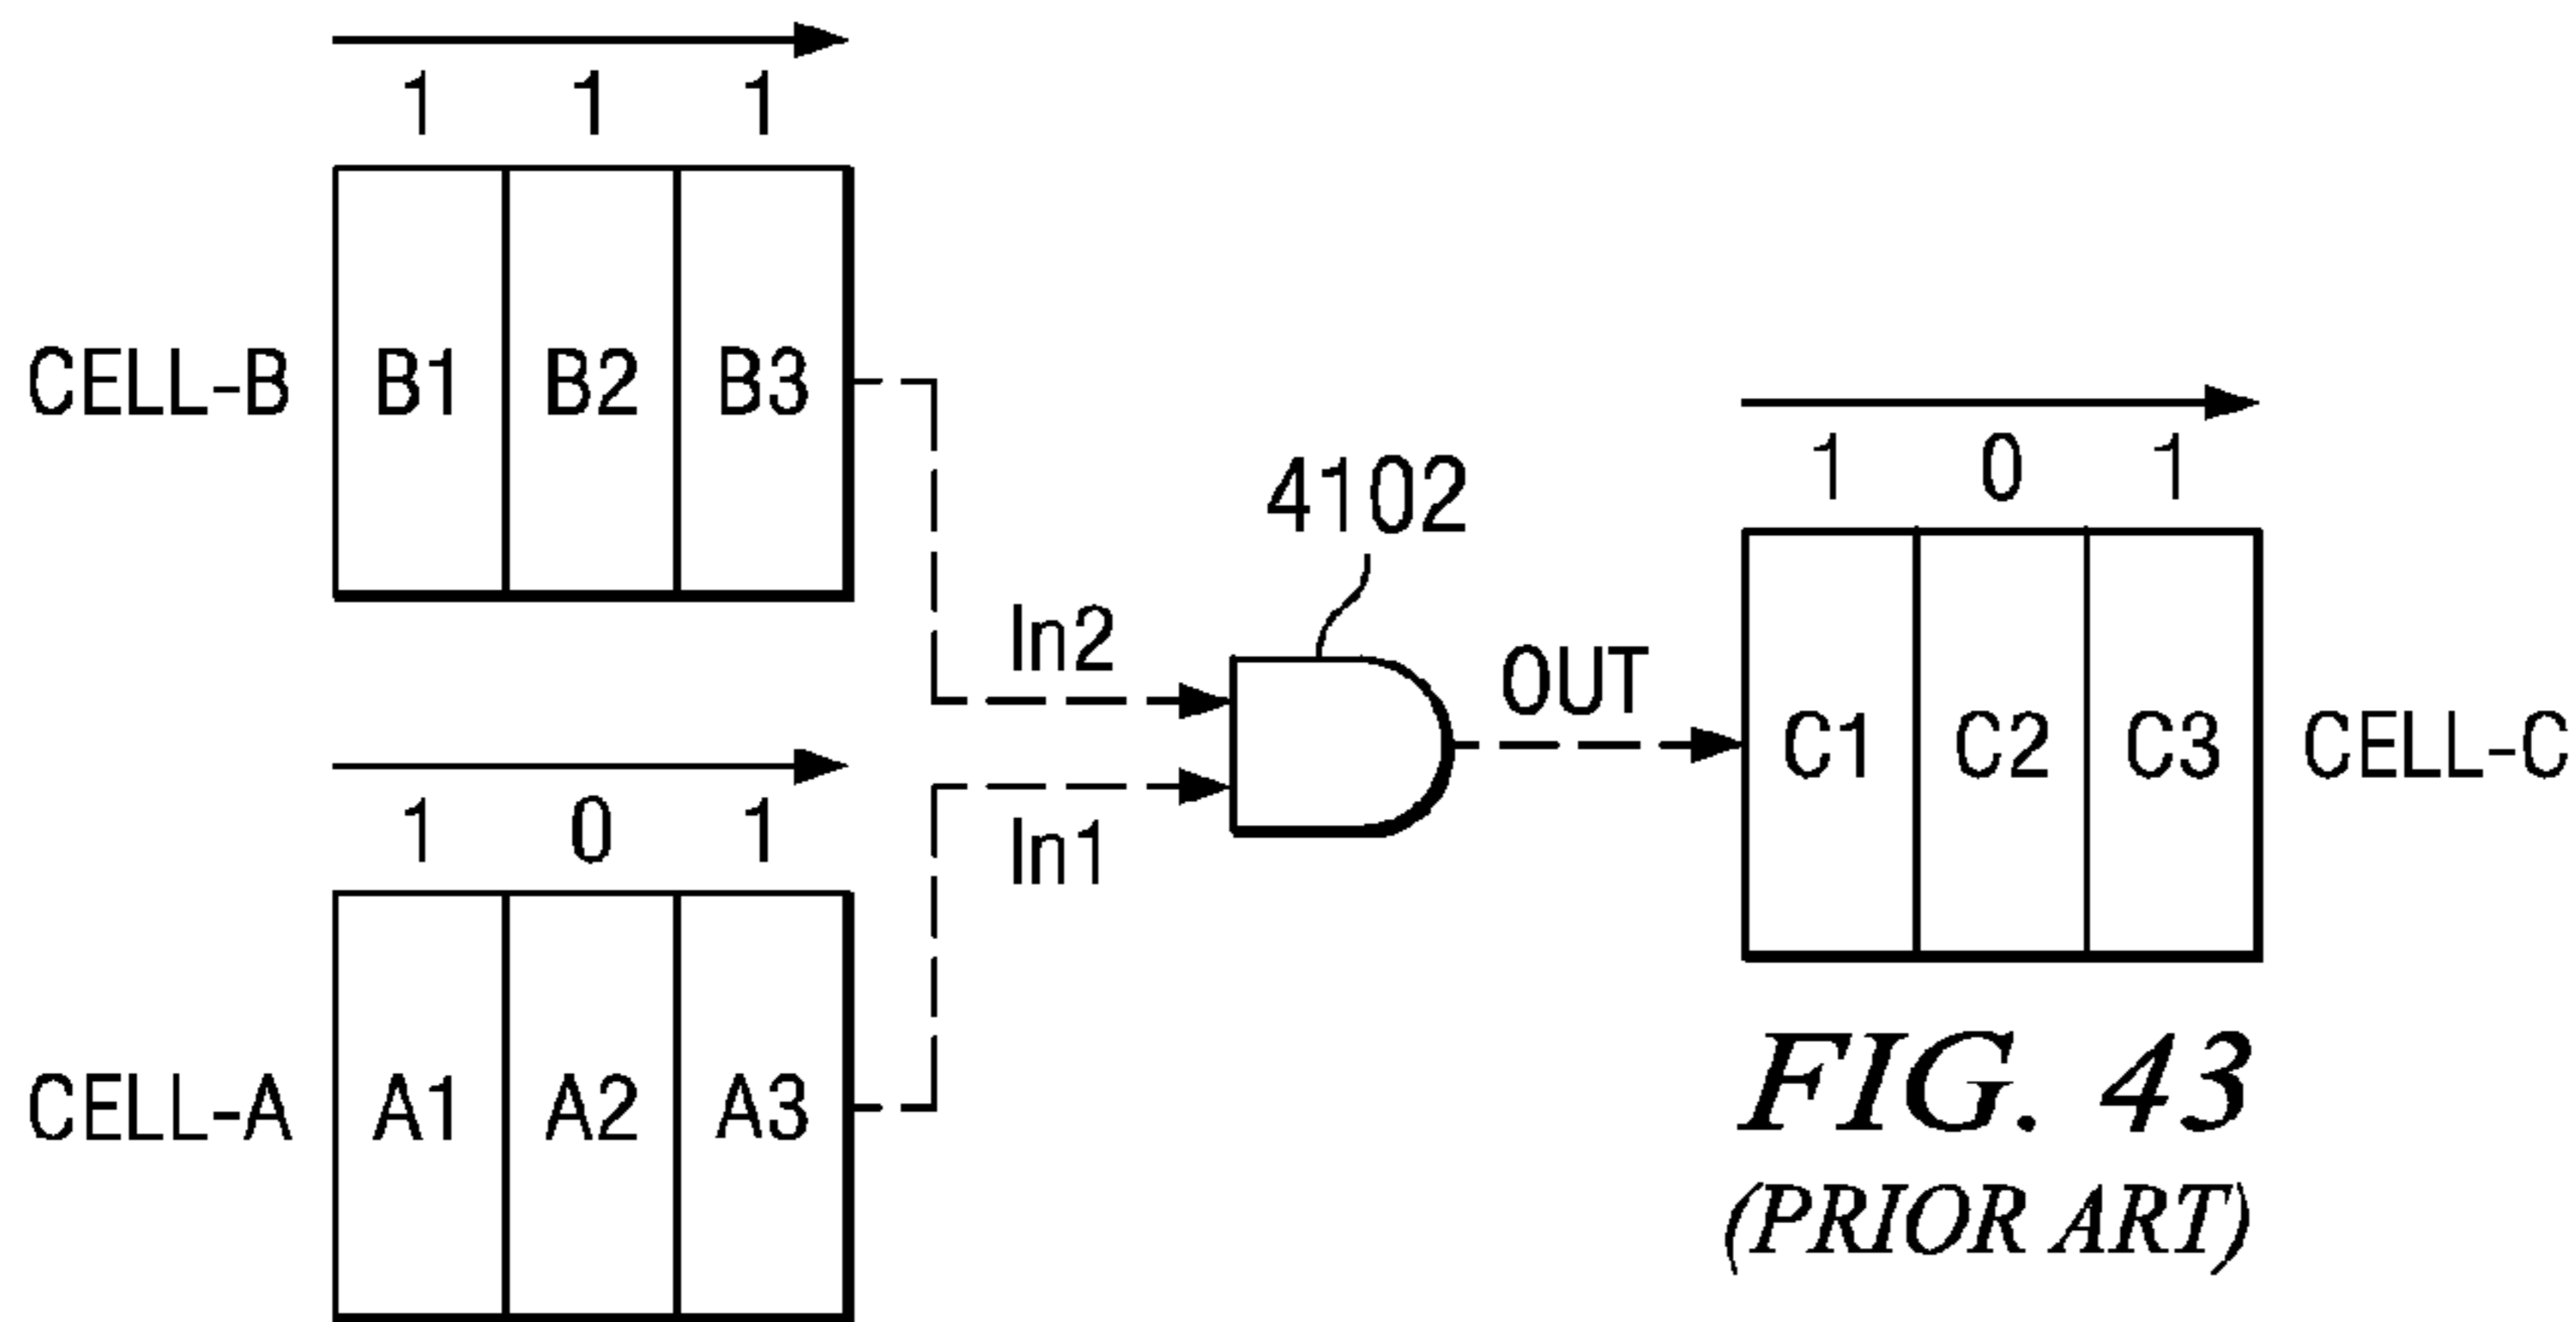 1 1 1
CELL-B B1 B2 B3
1 0 1
4102
In2
OUT
C1 C2 C3 CELL-C
1 0 1
In1
CELL-A A1 A2 A3
FIG. 43
(PRIOR ART)